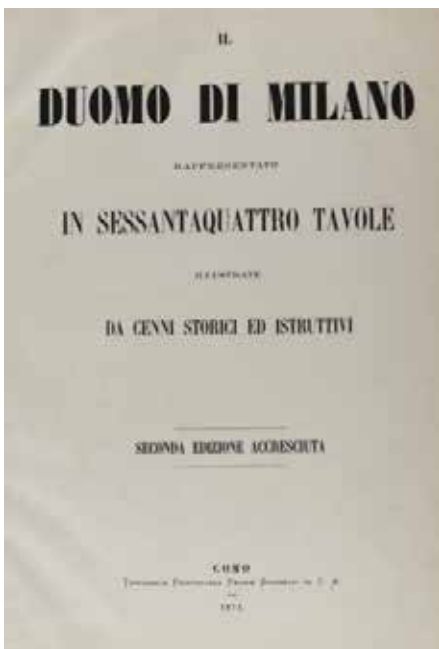 IL
DUOMO DI MILANO
RAPPRESENTATO
IN SESSANTAQUATTRO TAVOLE
ILLUSTRATE
DA CENNI STORICI ED ISTRUTTIVI
SECONDA EDIZIONE ACCRESCIUTA
COMO